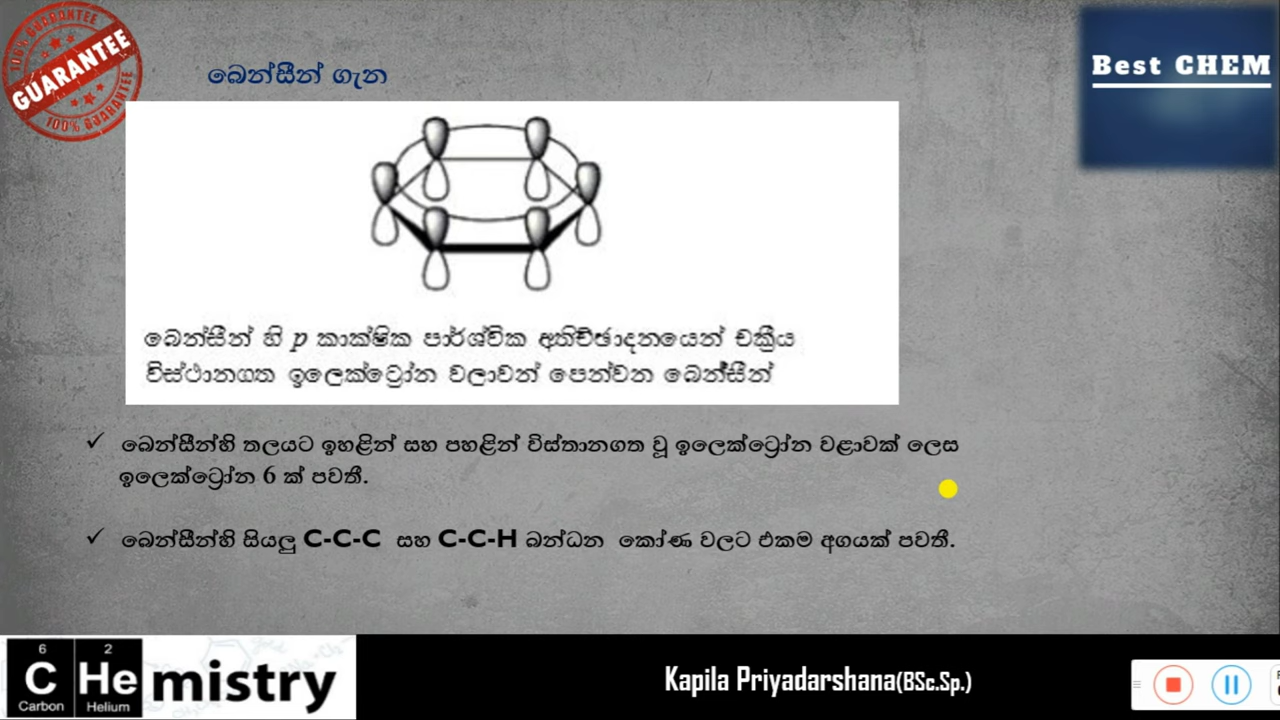 100% GUARANTEE
GUARANTEE
100% GUARANTEE
බෙන්සීන් ගැන
Best CHEM
බෙන්සීන් හි p කාක්ෂික පාර්ශ්වික අතිච්ඡාදනයෙන් චක්‍රීය
විස්ථානගත ඉලෙක්ට්‍රෝන වලාවන් පෙන්වන බෙන්සීන්
✓ බෙන්සීන්හි තලයට ඉහළින් සහ පහළින් විස්තානගත වූ ඉලෙක්ට්‍රෝන වළාවක් ලෙස
ඉලෙක්ට්‍රෝන 6 ක් පවතී.
✓ බෙන්සීන්හි සියලු C-C-C සහ C-C-H බන්ධන කෝණ වලට එකම අගයක් පවතී.
6 2
C He mistry
Carbon Helium
Kapila Priyadarshana(BSc.Sp.)